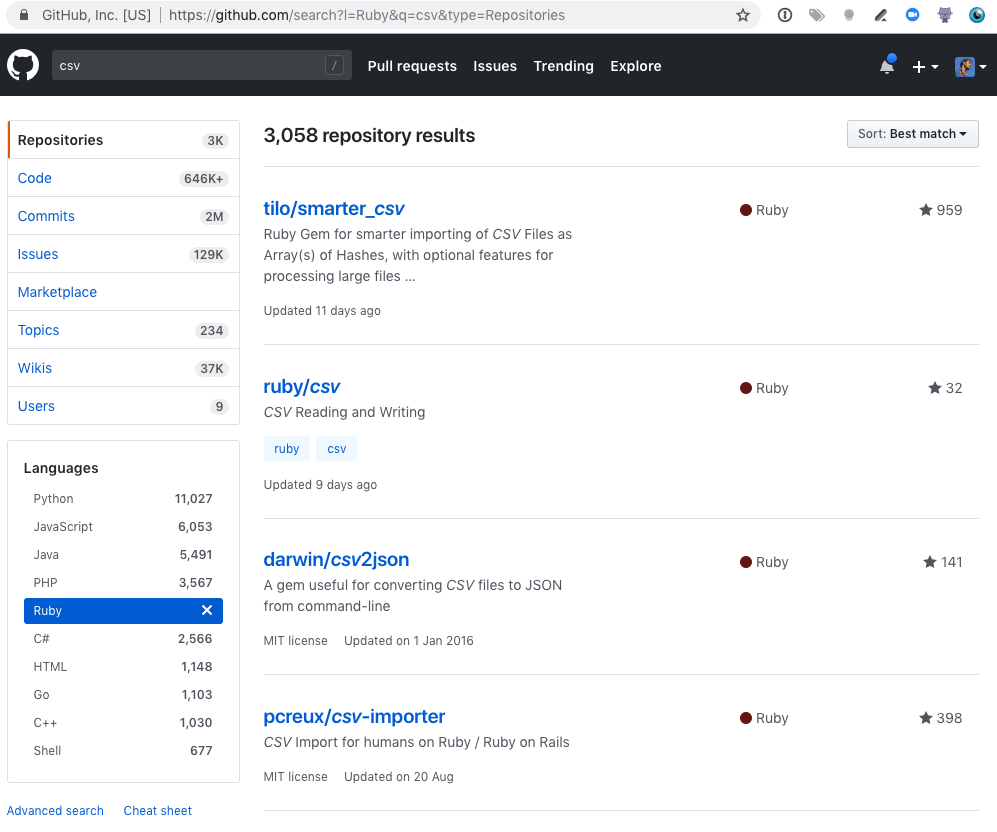 GitHub, Inc. [US] | https://github.com/search?l=Ruby&q=csv&type=Repositories
csv /
Pull requests Issues Trending Explore
Repositories 3K
Code 646K+
Commits 2M
Issues 129K
Marketplace
Topics 234
Wikis 37K
Users 9
Languages
Python 11,027
JavaScript 6,053
Java 5,491
PHP 3,567
Ruby
C# 2,566
HTML 1,148
Go 1,103
C++ 1,030
Shell 677
Advanced search Cheat sheet
3,058 repository results
Sort: Best match
tilo/smarter_csv
Ruby 959
Ruby Gem for smarter importing of CSV Files as
Array(s) of Hashes, with optional features for
processing large files ...
Updated 11 days ago
ruby/csv
Ruby 32
CSV Reading and Writing
ruby csv
Updated 9 days ago
darwin/csv2json
Ruby 141
A gem useful for converting CSV files to JSON
from command-line
MIT license Updated on 1 Jan 2016
pcreux/csv-importer
Ruby 398
CSV Import for humans on Ruby / Ruby on Rails
MIT license Updated on 20 Aug